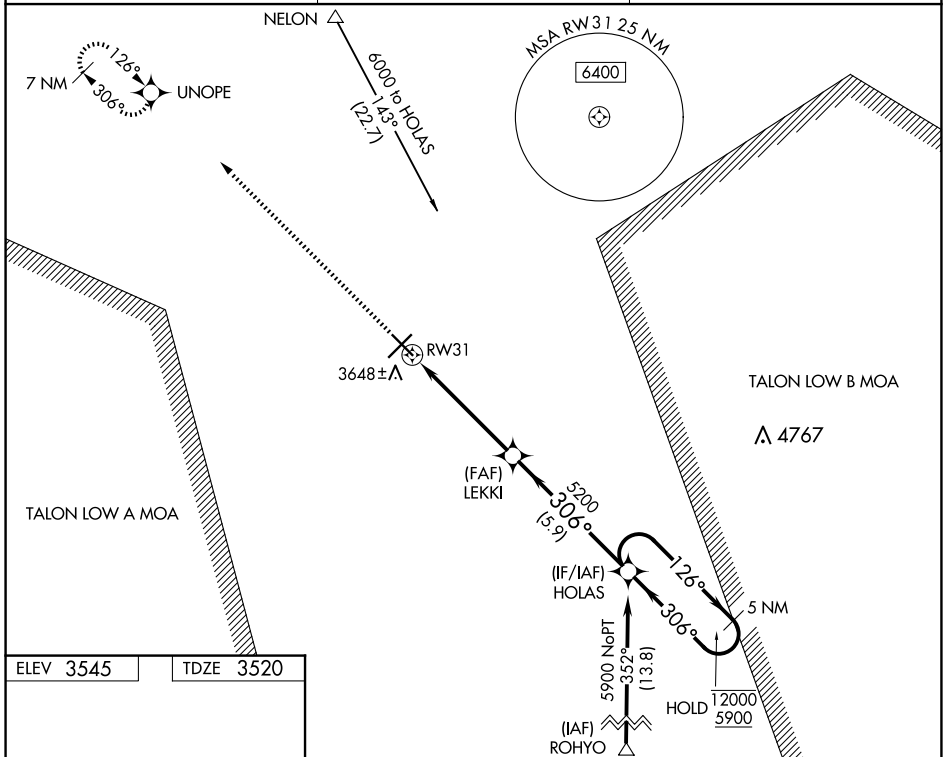 NELON
MSA RW31 25 NM
6400
6000 to HOLAS
143°
(22.7)
126°
306°
7 NM
UNOPE
RW31
3648±
TALON LOW B MOA
4767
(FAF)
LEKKI
5200
306°
(5.9)
TALON LOW A MOA
(IF/IAF)
HOLAS
126°
306°
5 NM
5900 NoPT
352°
(13.8)
HOLD 12000
5900
(IAF)
ROHYO
ELEV 3545
TDZE 3520